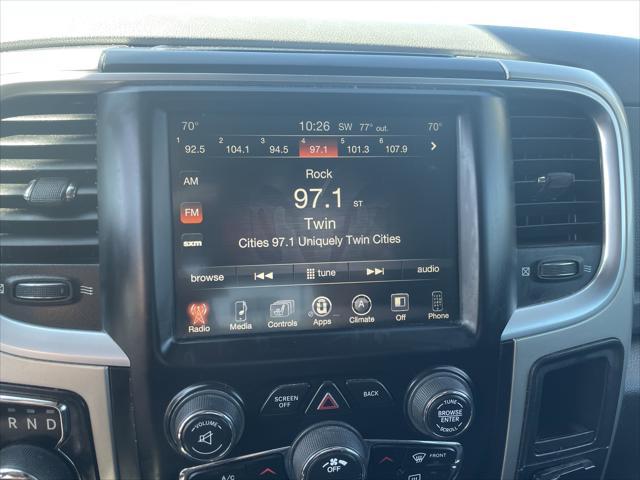 70° 10:26 SW 77° out. 70°
1 92.5 2 104.1 3 94.5 4 97.1 5 101.3 6 107.9 >
AM
Rock
FM
97.1 ST
Twin
sxm
Cities 97.1 Uniquely Twin Cities
browse tune audio
Radio Media Controls Apps A Climate Off Phone
SCREEN OFF
BACK
VOLUME
TUNE
BROWSE
ENTER
SCROLL
R N D
A/C
OFF
FRONT